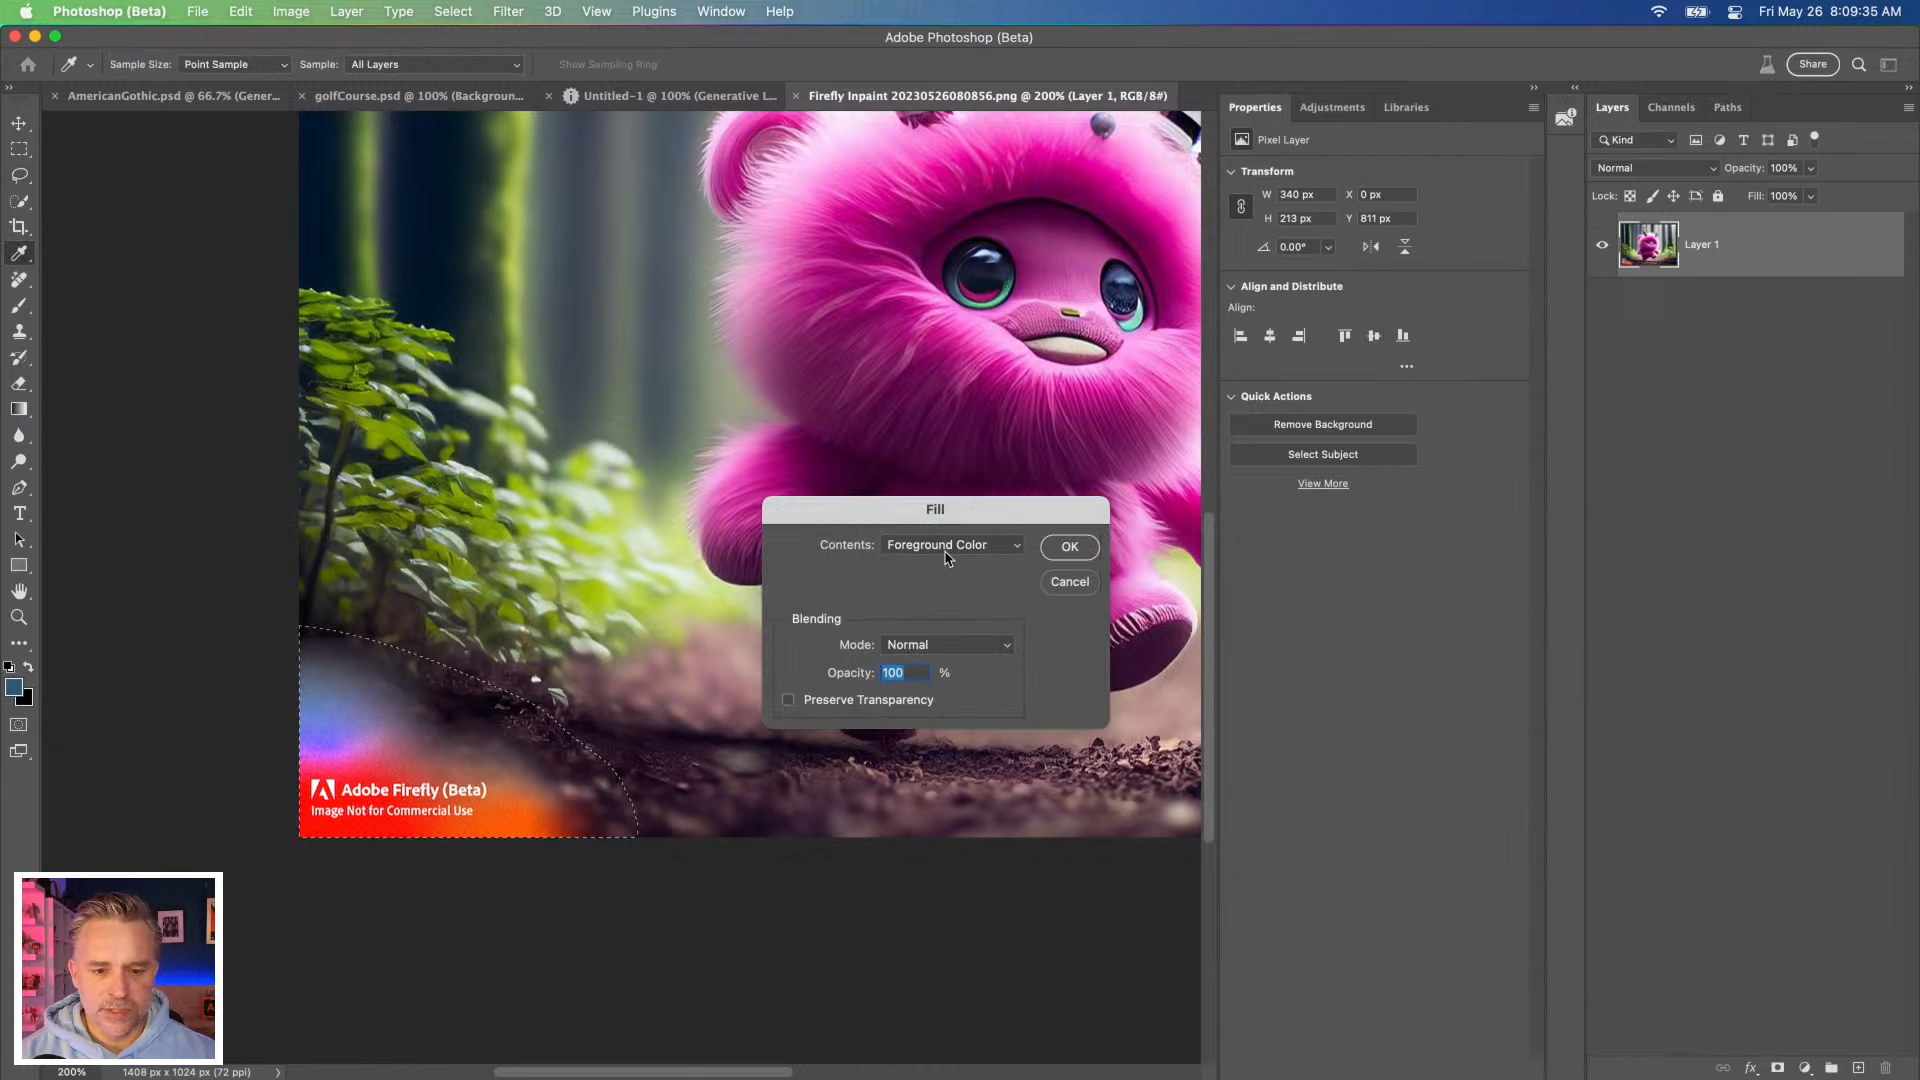 Photoshop (Beta) File Edit Image Layer Type Select Filter 3D View Plugins Window Help Fri May 26 8:09:35 AM
Adobe Photoshop (Beta)
Sample Size: Point Sample Sample: All Layers Show Sampling Ring Share
AmericanGothic.psd @ 66.7% (Gener... golfCourse.psd @ 100% (Backgroun... Untitled-1 @ 100% (Generative L... Firefly Inpaint 20230526080856.png @ 200% (Layer 1, RGB/8#)
Properties Adjustments Libraries
Pixel Layer
Transform
W 340 px X 0 px
H 213 px Y 811 px
0.00°
Align and Distribute
Align:
Quick Actions
Remove Background
Select Subject
View More
Layers Channels Paths
Kind
Normal Opacity: 100%
Lock: Fill: 100%
Layer 1
Fill
Contents: Foreground Color OK
Cancel
Blending
Mode: Normal
Opacity: 100 %
Preserve Transparency
Adobe Firefly (Beta)
Image Not for Commercial Use
200% 1408 px x 1024 px (72 ppi)